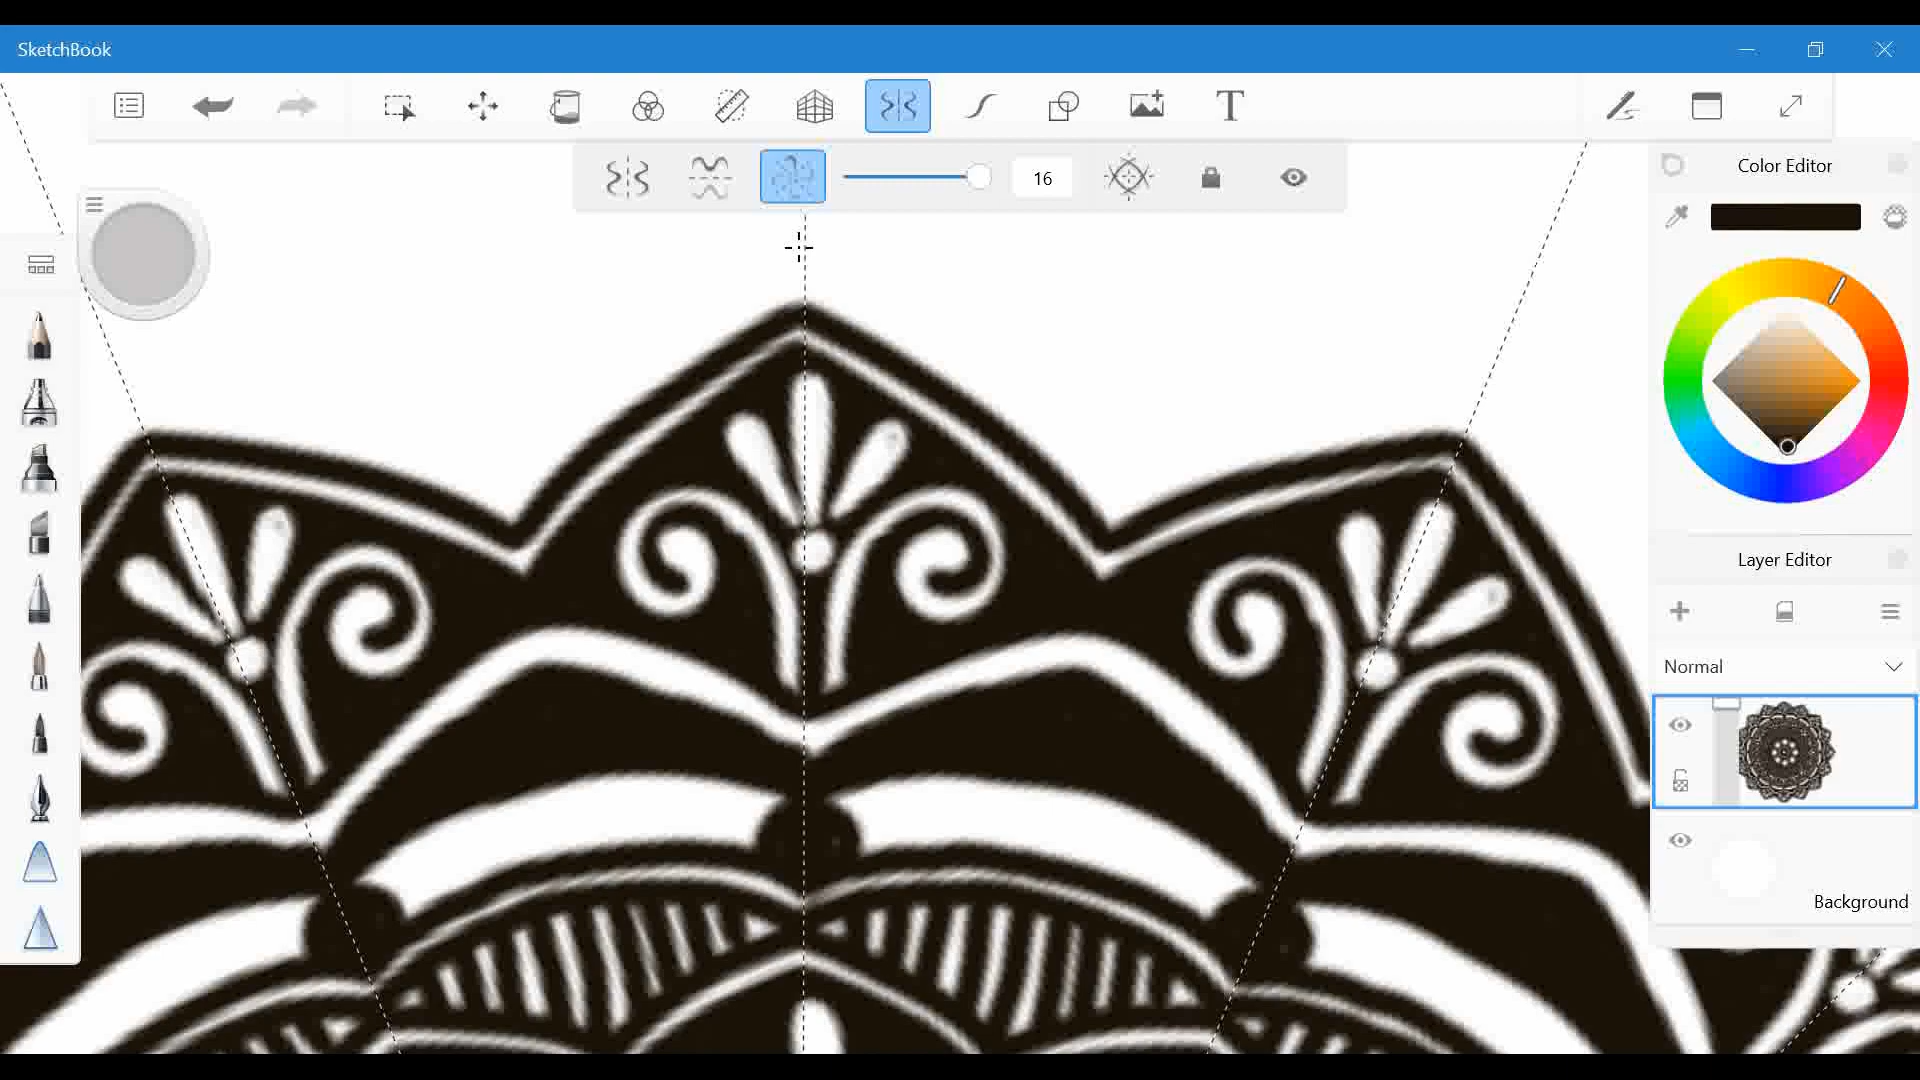 SketchBook
T
16
Color Editor
Layer Editor
Normal
Background